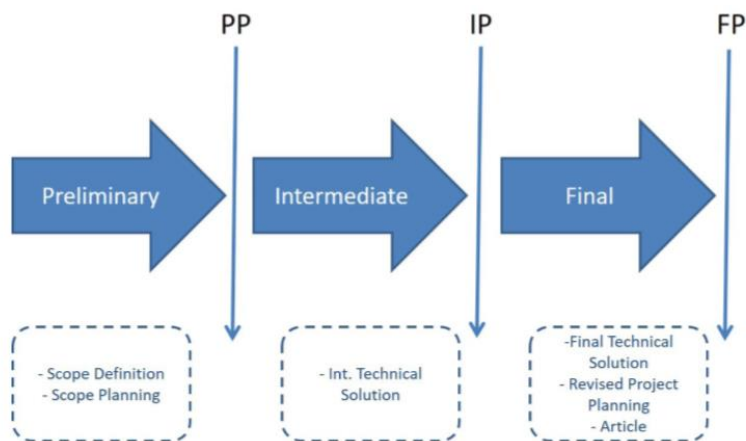 PP
IP
FP
Preliminary
Intermediate
Final
- Scope Definition
- Scope Planning
- Int. Technical
Solution
-Final Technical
Solution
- Revised Project
Planning
- Article